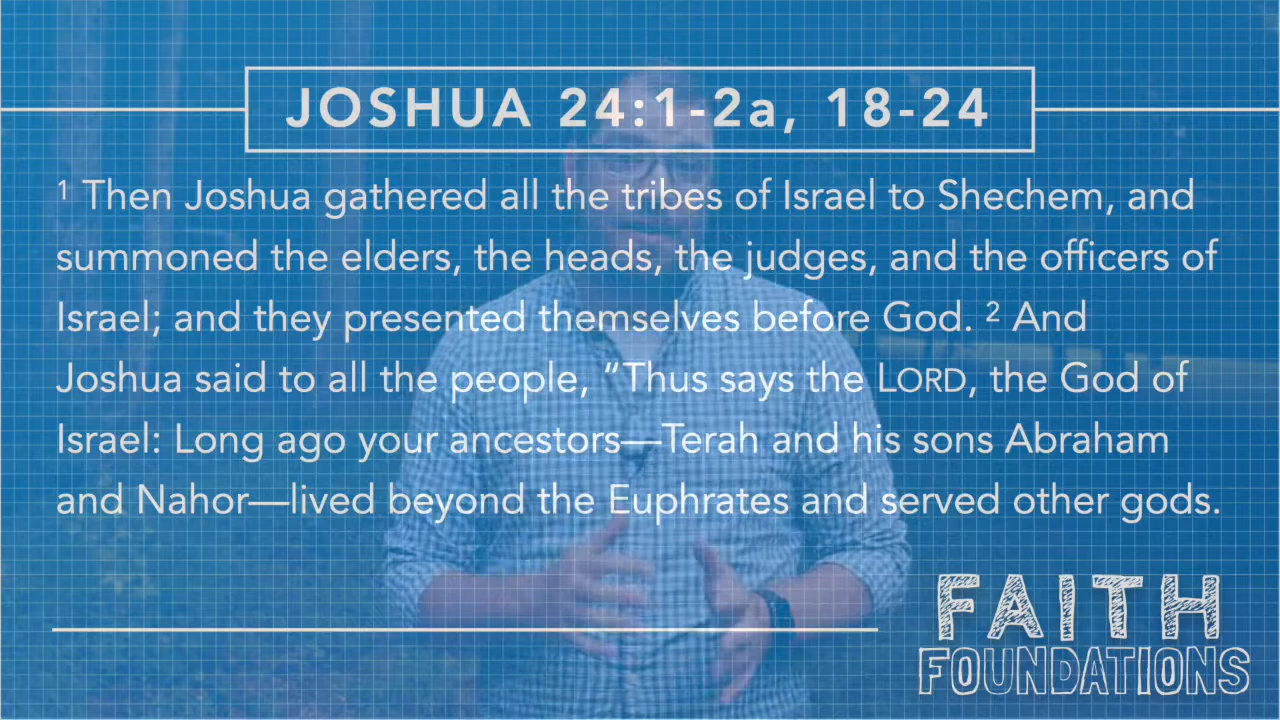 JOSHUA 24:1-2a, 18-24
¹ Then Joshua gathered all the tribes of Israel to Shechem, and
summoned the elders, the heads, the judges, and the officers of
Israel; and they presented themselves before God. ² And
Joshua said to all the people, “Thus says the LORD, the God of
Israel: Long ago your ancestors—Terah and his sons Abraham
and Nahor—lived beyond the Euphrates and served other gods.
FAITH
FOUNDATIONS